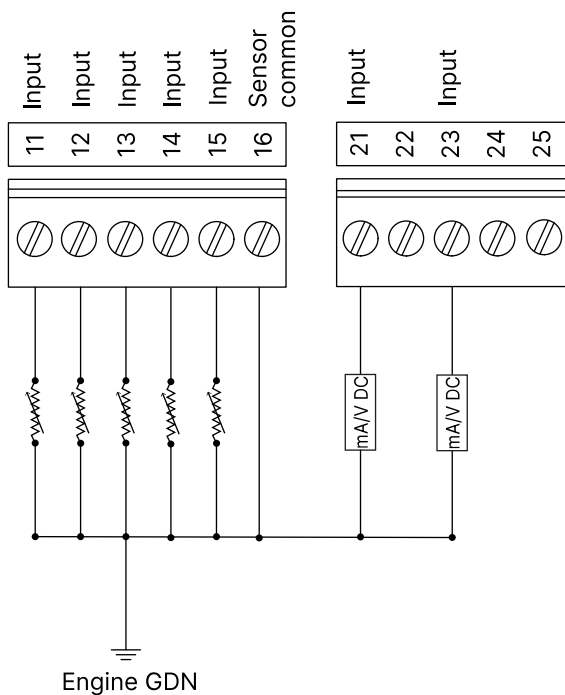 Input
Input
Input
Input
Input
Sensor
common
Input
Input
11
12
13
14
15
16
21
22
23
24
25
mA/V DC
mA/V DC
Engine GDN